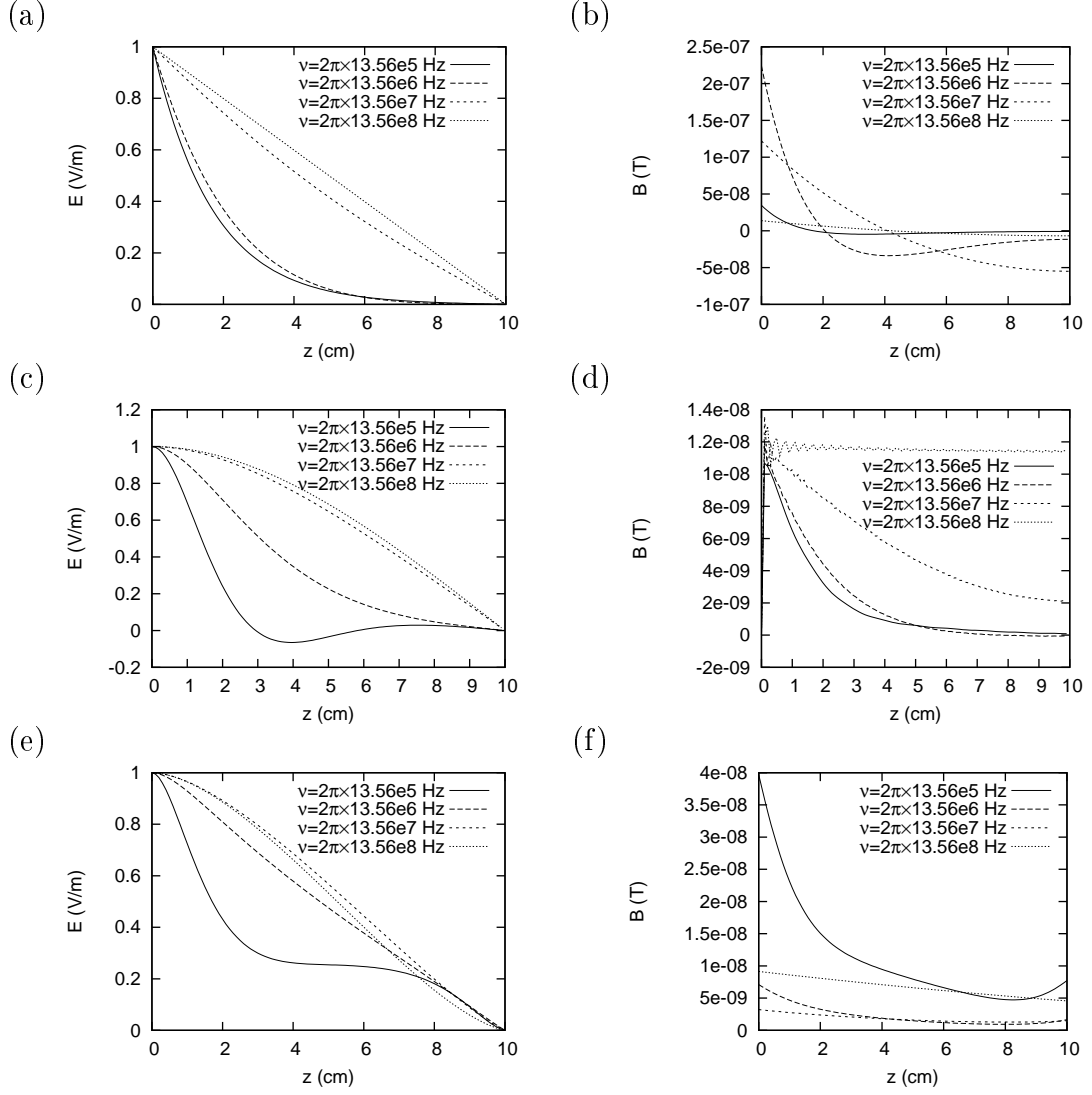 (a)
1
0.8
0.6
0.4
0.2
0
E (V/m)
ν=2π×13.56e5 Hz
ν=2π×13.56e6 Hz
ν=2π×13.56e7 Hz
ν=2π×13.56e8 Hz
0 2 4 6 8 10
z (cm)
(b)
2.5e-07
2e-07
1.5e-07
1e-07
5e-08
0
-5e-08
-1e-07
B (T)
ν=2π×13.56e5 Hz
ν=2π×13.56e6 Hz
ν=2π×13.56e7 Hz
ν=2π×13.56e8 Hz
0 2 4 6 8 10
z (cm)
(c)
1.2
1
0.8
0.6
0.4
0.2
0
-0.2
E (V/m)
ν=2π×13.56e5 Hz
ν=2π×13.56e6 Hz
ν=2π×13.56e7 Hz
ν=2π×13.56e8 Hz
0 1 2 3 4 5 6 7 8 9 10
z (cm)
(d)
1.4e-08
1.2e-08
1e-08
8e-09
6e-09
4e-09
2e-09
0
-2e-09
B (T)
ν=2π×13.56e5 Hz
ν=2π×13.56e6 Hz
ν=2π×13.56e7 Hz
ν=2π×13.56e8 Hz
0 1 2 3 4 5 6 7 8 9 10
z (cm)
(e)
1
0.8
0.6
0.4
0.2
0
E (V/m)
ν=2π×13.56e5 Hz
ν=2π×13.56e6 Hz
ν=2π×13.56e7 Hz
ν=2π×13.56e8 Hz
0 2 4 6 8 10
z (cm)
(f)
4e-08
3.5e-08
3e-08
2.5e-08
2e-08
1.5e-08
1e-08
5e-09
0
B (T)
ν=2π×13.56e5 Hz
ν=2π×13.56e6 Hz
ν=2π×13.56e7 Hz
ν=2π×13.56e8 Hz
0 2 4 6 8 10
z (cm)